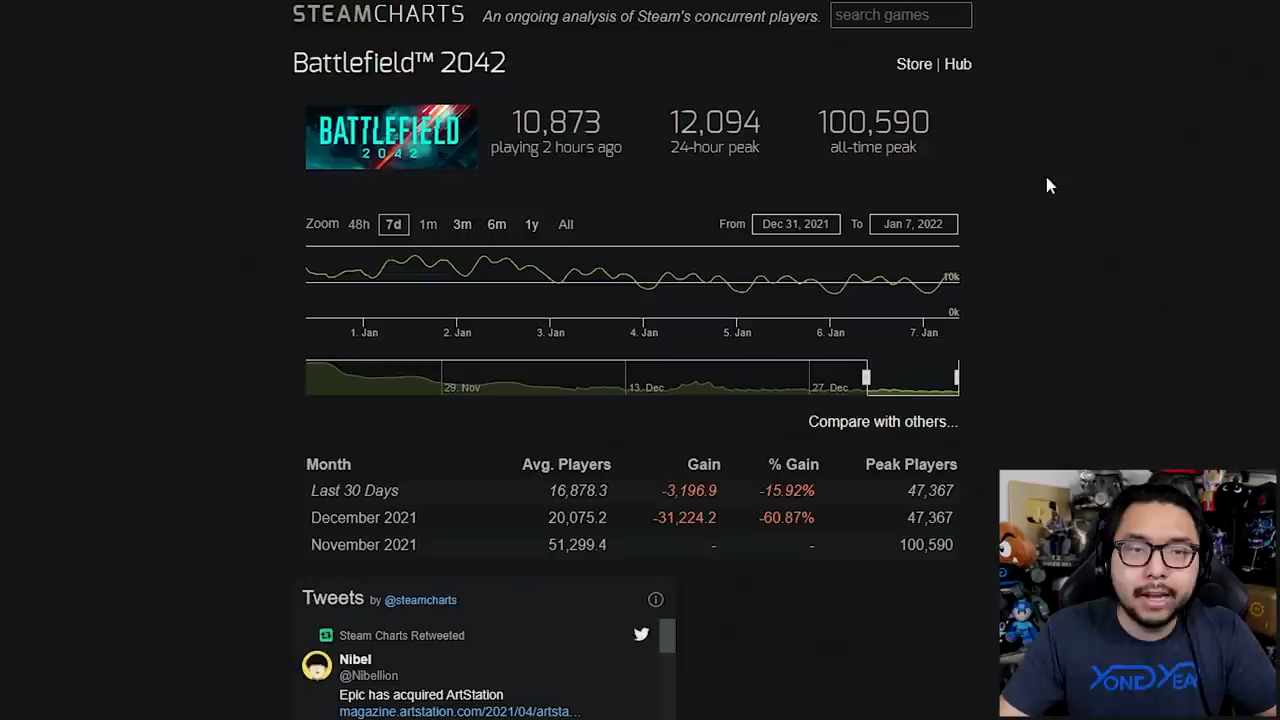 STEAMCHARTS An ongoing analysis of Steam's concurrent players. search games
Battlefield™ 2042 Store | Hub
BATTLEFIELD
2042
10,873 12,094 100,590
playing 2 hours ago 24-hour peak all-time peak
Zoom 48h 7d 1m 3m 6m 1y All From Dec 31, 2021 To Jan 7, 2022
10k
0k
1. Jan 2. Jan 3. Jan 4. Jan 5. Jan 6. Jan 7. Jan
29. Nov 13. Dec 27. Dec
Compare with others...
Month Avg. Players Gain % Gain Peak Players
Last 30 Days 16,878.3 -3,196.9 -15.92% 47,367
December 2021 20,075.2 -31,224.2 -60.87% 47,367
November 2021 51,299.4 - - 100,590
Tweets by @steamcharts
Steam Charts Retweeted
Nibel
@Nibellion
Epic has acquired ArtStation
magazine.artstation.com/2021/04/artsta...
YONGYEA